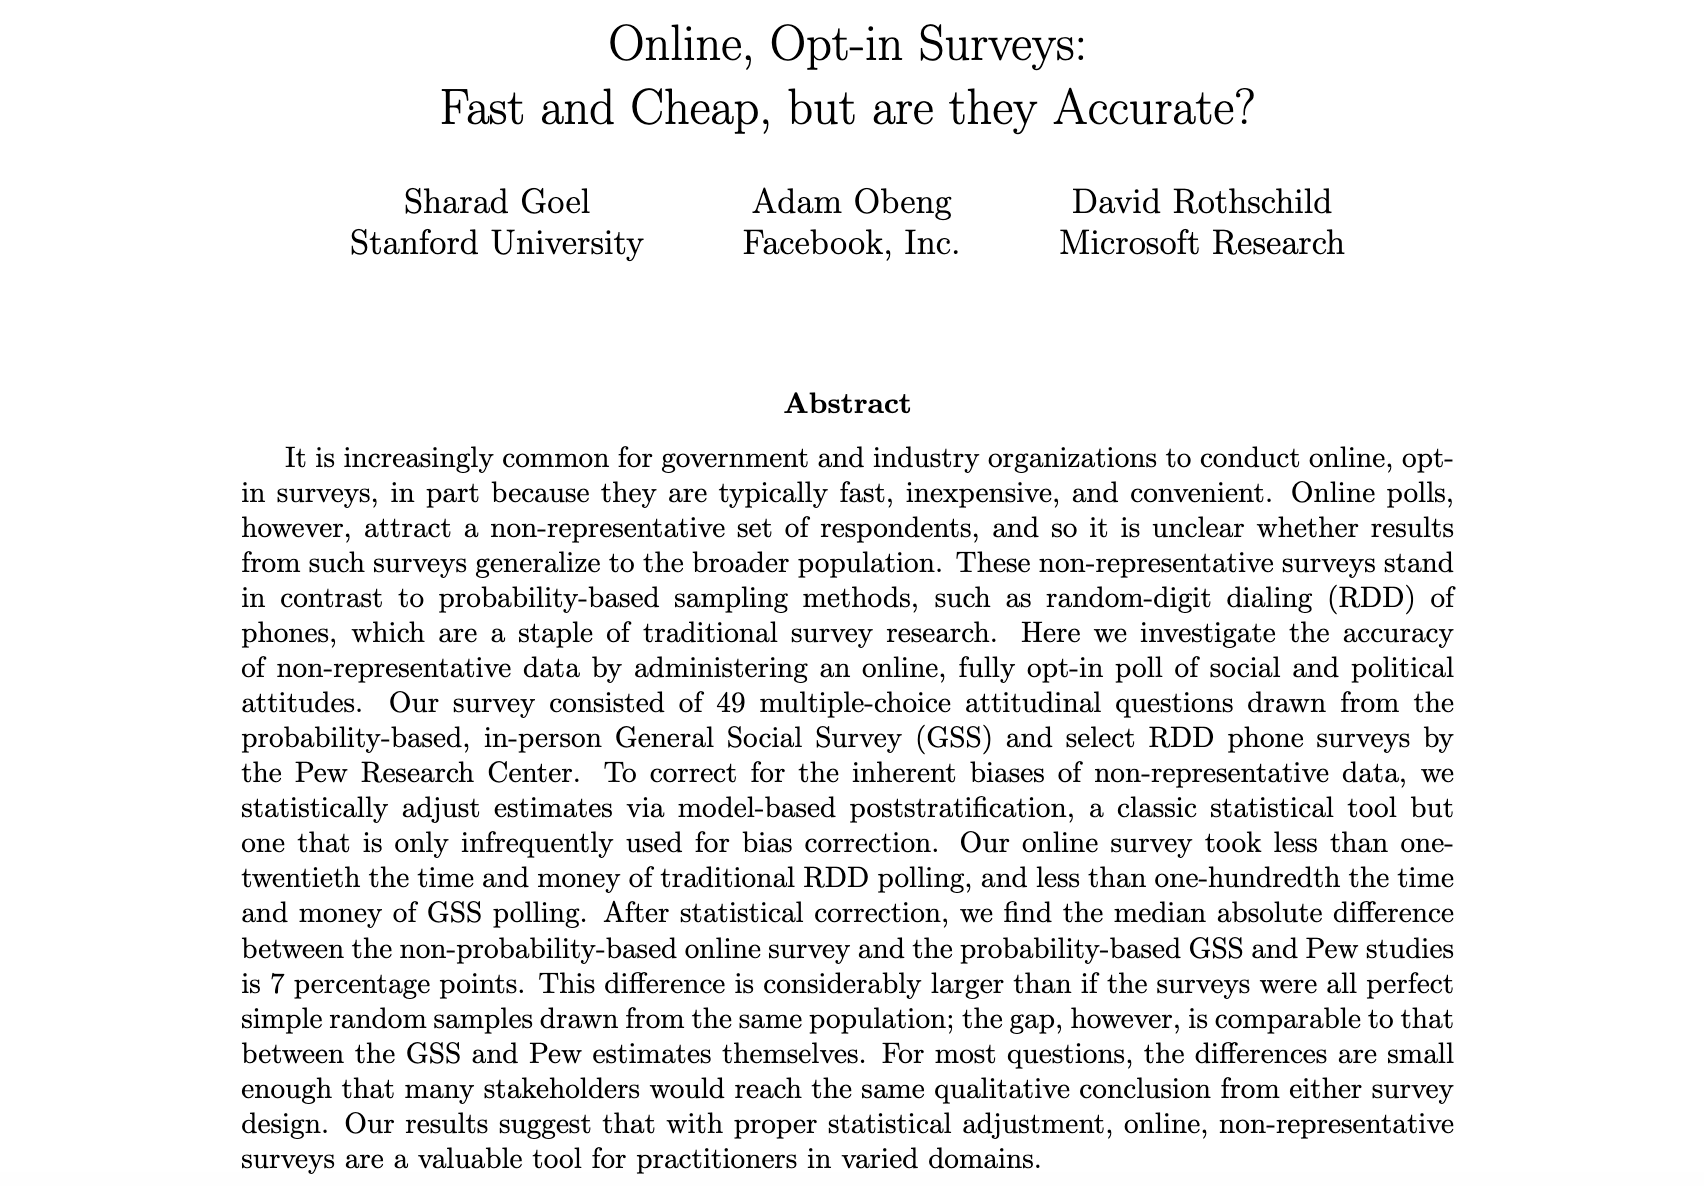 Online, Opt-in Surveys:
Fast and Cheap, but are they Accurate?
Sharad Goel
Stanford University
Adam Obeng
Facebook, Inc.
David Rothschild
Microsoft Research
Abstract
It is increasingly common for government and industry organizations to conduct online, opt-
in surveys, in part because they are typically fast, inexpensive, and convenient. Online polls,
however, attract a non-representative set of respondents, and so it is unclear whether results
from such surveys generalize to the broader population. These non-representative surveys stand
in contrast to probability-based sampling methods, such as random-digit dialing (RDD) of
phones, which are a staple of traditional survey research. Here we investigate the accuracy
of non-representative data by administering an online, fully opt-in poll of social and political
attitudes. Our survey consisted of 49 multiple-choice attitudinal questions drawn from the
probability-based, in-person General Social Survey (GSS) and select RDD phone surveys by
the Pew Research Center. To correct for the inherent biases of non-representative data, we
statistically adjust estimates via model-based poststratification, a classic statistical tool but
one that is only infrequently used for bias correction. Our online survey took less than one-
twentieth the time and money of traditional RDD polling, and less than one-hundredth the time
and money of GSS polling. After statistical correction, we find the median absolute difference
between the non-probability-based online survey and the probability-based GSS and Pew studies
is 7 percentage points. This difference is considerably larger than if the surveys were all perfect
simple random samples drawn from the same population; the gap, however, is comparable to that
between the GSS and Pew estimates themselves. For most questions, the differences are small
enough that many stakeholders would reach the same qualitative conclusion from either survey
design. Our results suggest that with proper statistical adjustment, online, non-representative
surveys are a valuable tool for practitioners in varied domains.